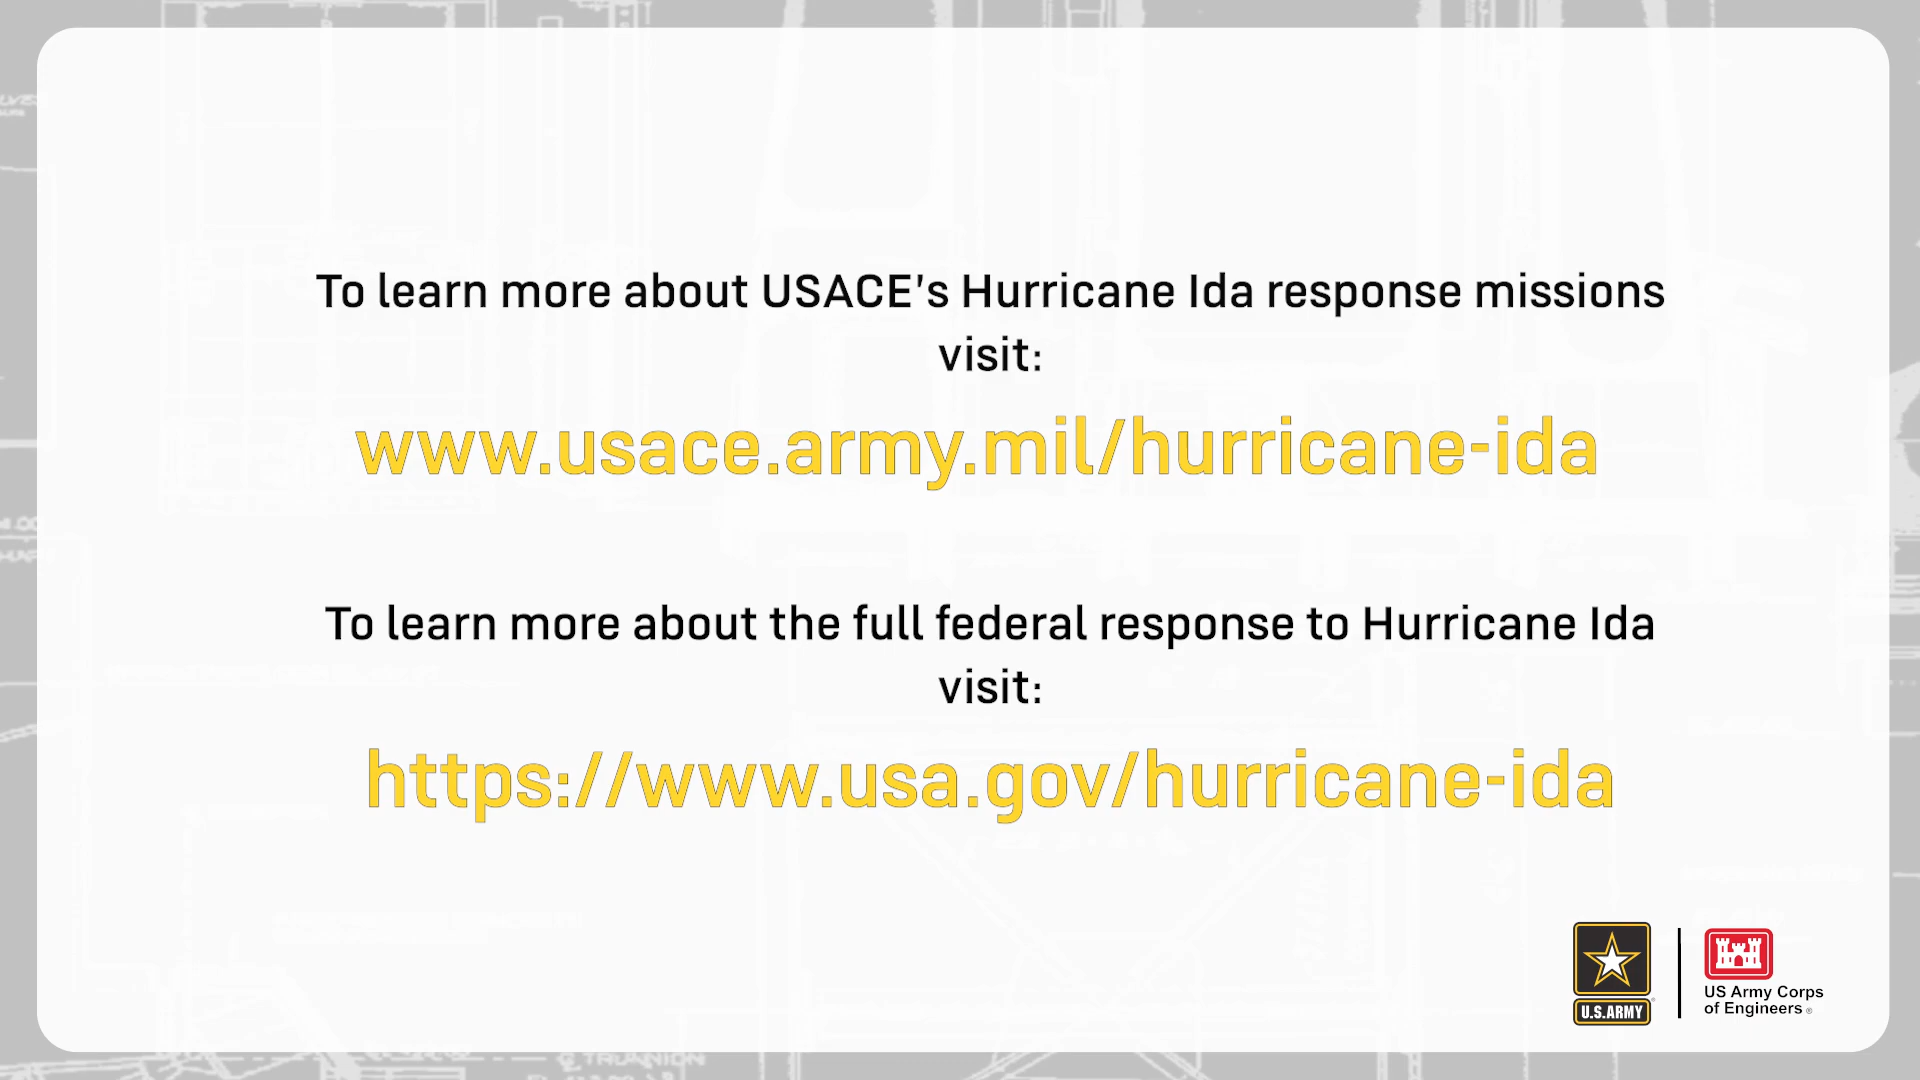 To learn more about USACE's Hurricane Ida response missions
visit:
www.usace.army.mil/hurricane-ida
To learn more about the full federal response to Hurricane Ida
visit:
https://www.usa.gov/hurricane-ida
U.S.ARMY
US Army Corps
of Engineers®
₵ TRUNNION